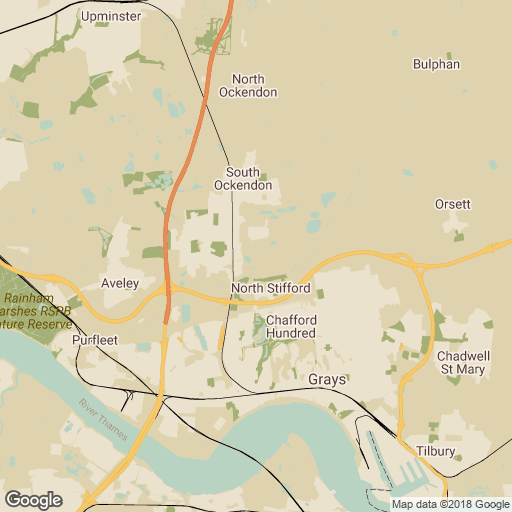 Upminster
Bulphan
North
Ockendon
South
Ockendon
Orsett
Aveley
North Stifford
Rainham
arshes RSPB
ature Reserve
Chafford
Hundred
Purfleet
Chadwell
St Mary
Grays
River Thames
Tilbury
Google
Map data ©2018 Google